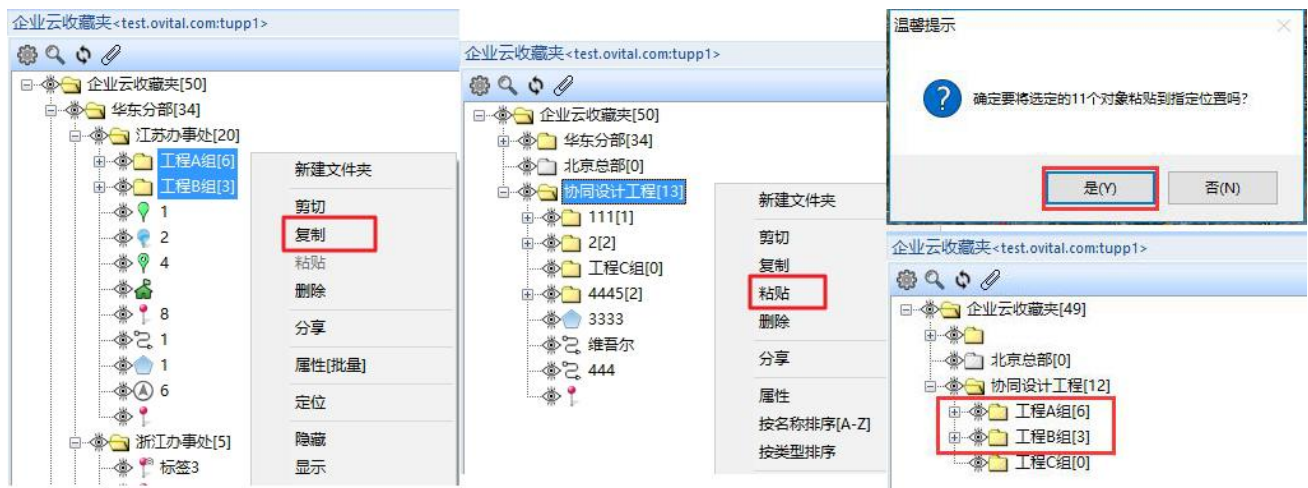 企业云收藏夹<test.ovital.com:tupp1>
企业云收藏夹[50]
华东分部[34]
江苏办事处[20]
工程A组[6]
工程B组[3]
1
2
4
8
1
1
6
浙江办事处[5]
标签3
新建文件夹
剪切
复制
粘贴
删除
分享
属性[批量]
定位
隐藏
显示
企业云收藏夹<test.ovital.com:tupp1>
企业云收藏夹[50]
华东分部[34]
北京总部[0]
协同设计工程[13]
111[1]
2[2]
工程C组[0]
4445[2]
3333
维吾尔
444
新建文件夹
剪切
复制
粘贴
删除
分享
属性
按名称排序[A-Z]
按类型排序
温馨提示
确定要将选定的11个对象粘贴到指定位置吗?
是(Y)
否(N)
企业云收藏夹<test.ovital.com:tupp1>
企业云收藏夹[49]
北京总部[0]
协同设计工程[12]
工程A组[6]
工程B组[3]
工程C组[0]